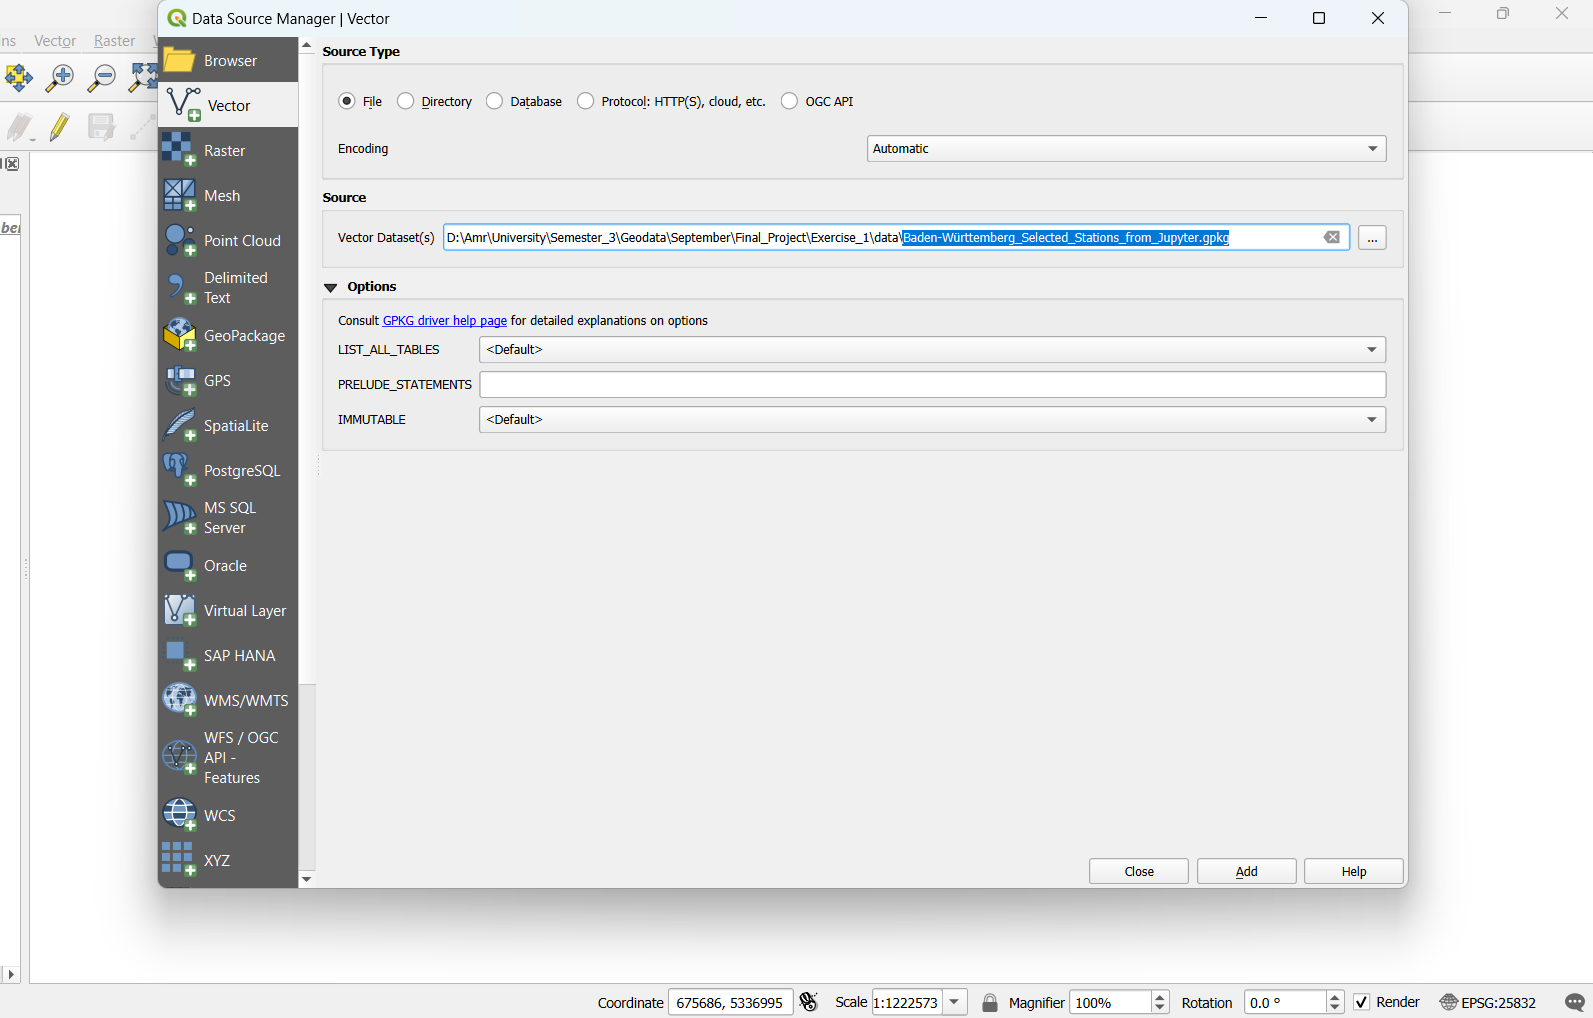 Data Source Manager | Vector
ns Vector Raster
Browser
Vector
Raster
Mesh
Point Cloud
Delimited
Text
GeoPackage
GPS
SpatiaLite
PostgreSQL
MS SQL
Server
Oracle
Virtual Layer
SAP HANA
WMS/WMTS
WFS / OGC
API -
Features
WCS
XYZ
Source Type
File Directory Database Protocol: HTTP(S), cloud, etc. OGC API
Encoding Automatic
Source
Vector Dataset(s) D:\Amr\University\Semester_3\Geodata\September\Final_Project\Exercise_1\data\Baden-Württemberg_Selected_Stations_from_Jupyter.gpkg ...
Options
Consult GPKG driver help page for detailed explanations on options
LIST_ALL_TABLES <Default>
PRELUDE_STATEMENTS
IMMUTABLE <Default>
Close Add Help
Coordinate 675686, 5336995 Scale 1:1222573 Magnifier 100% Rotation 0.0 ° Render EPSG:25832